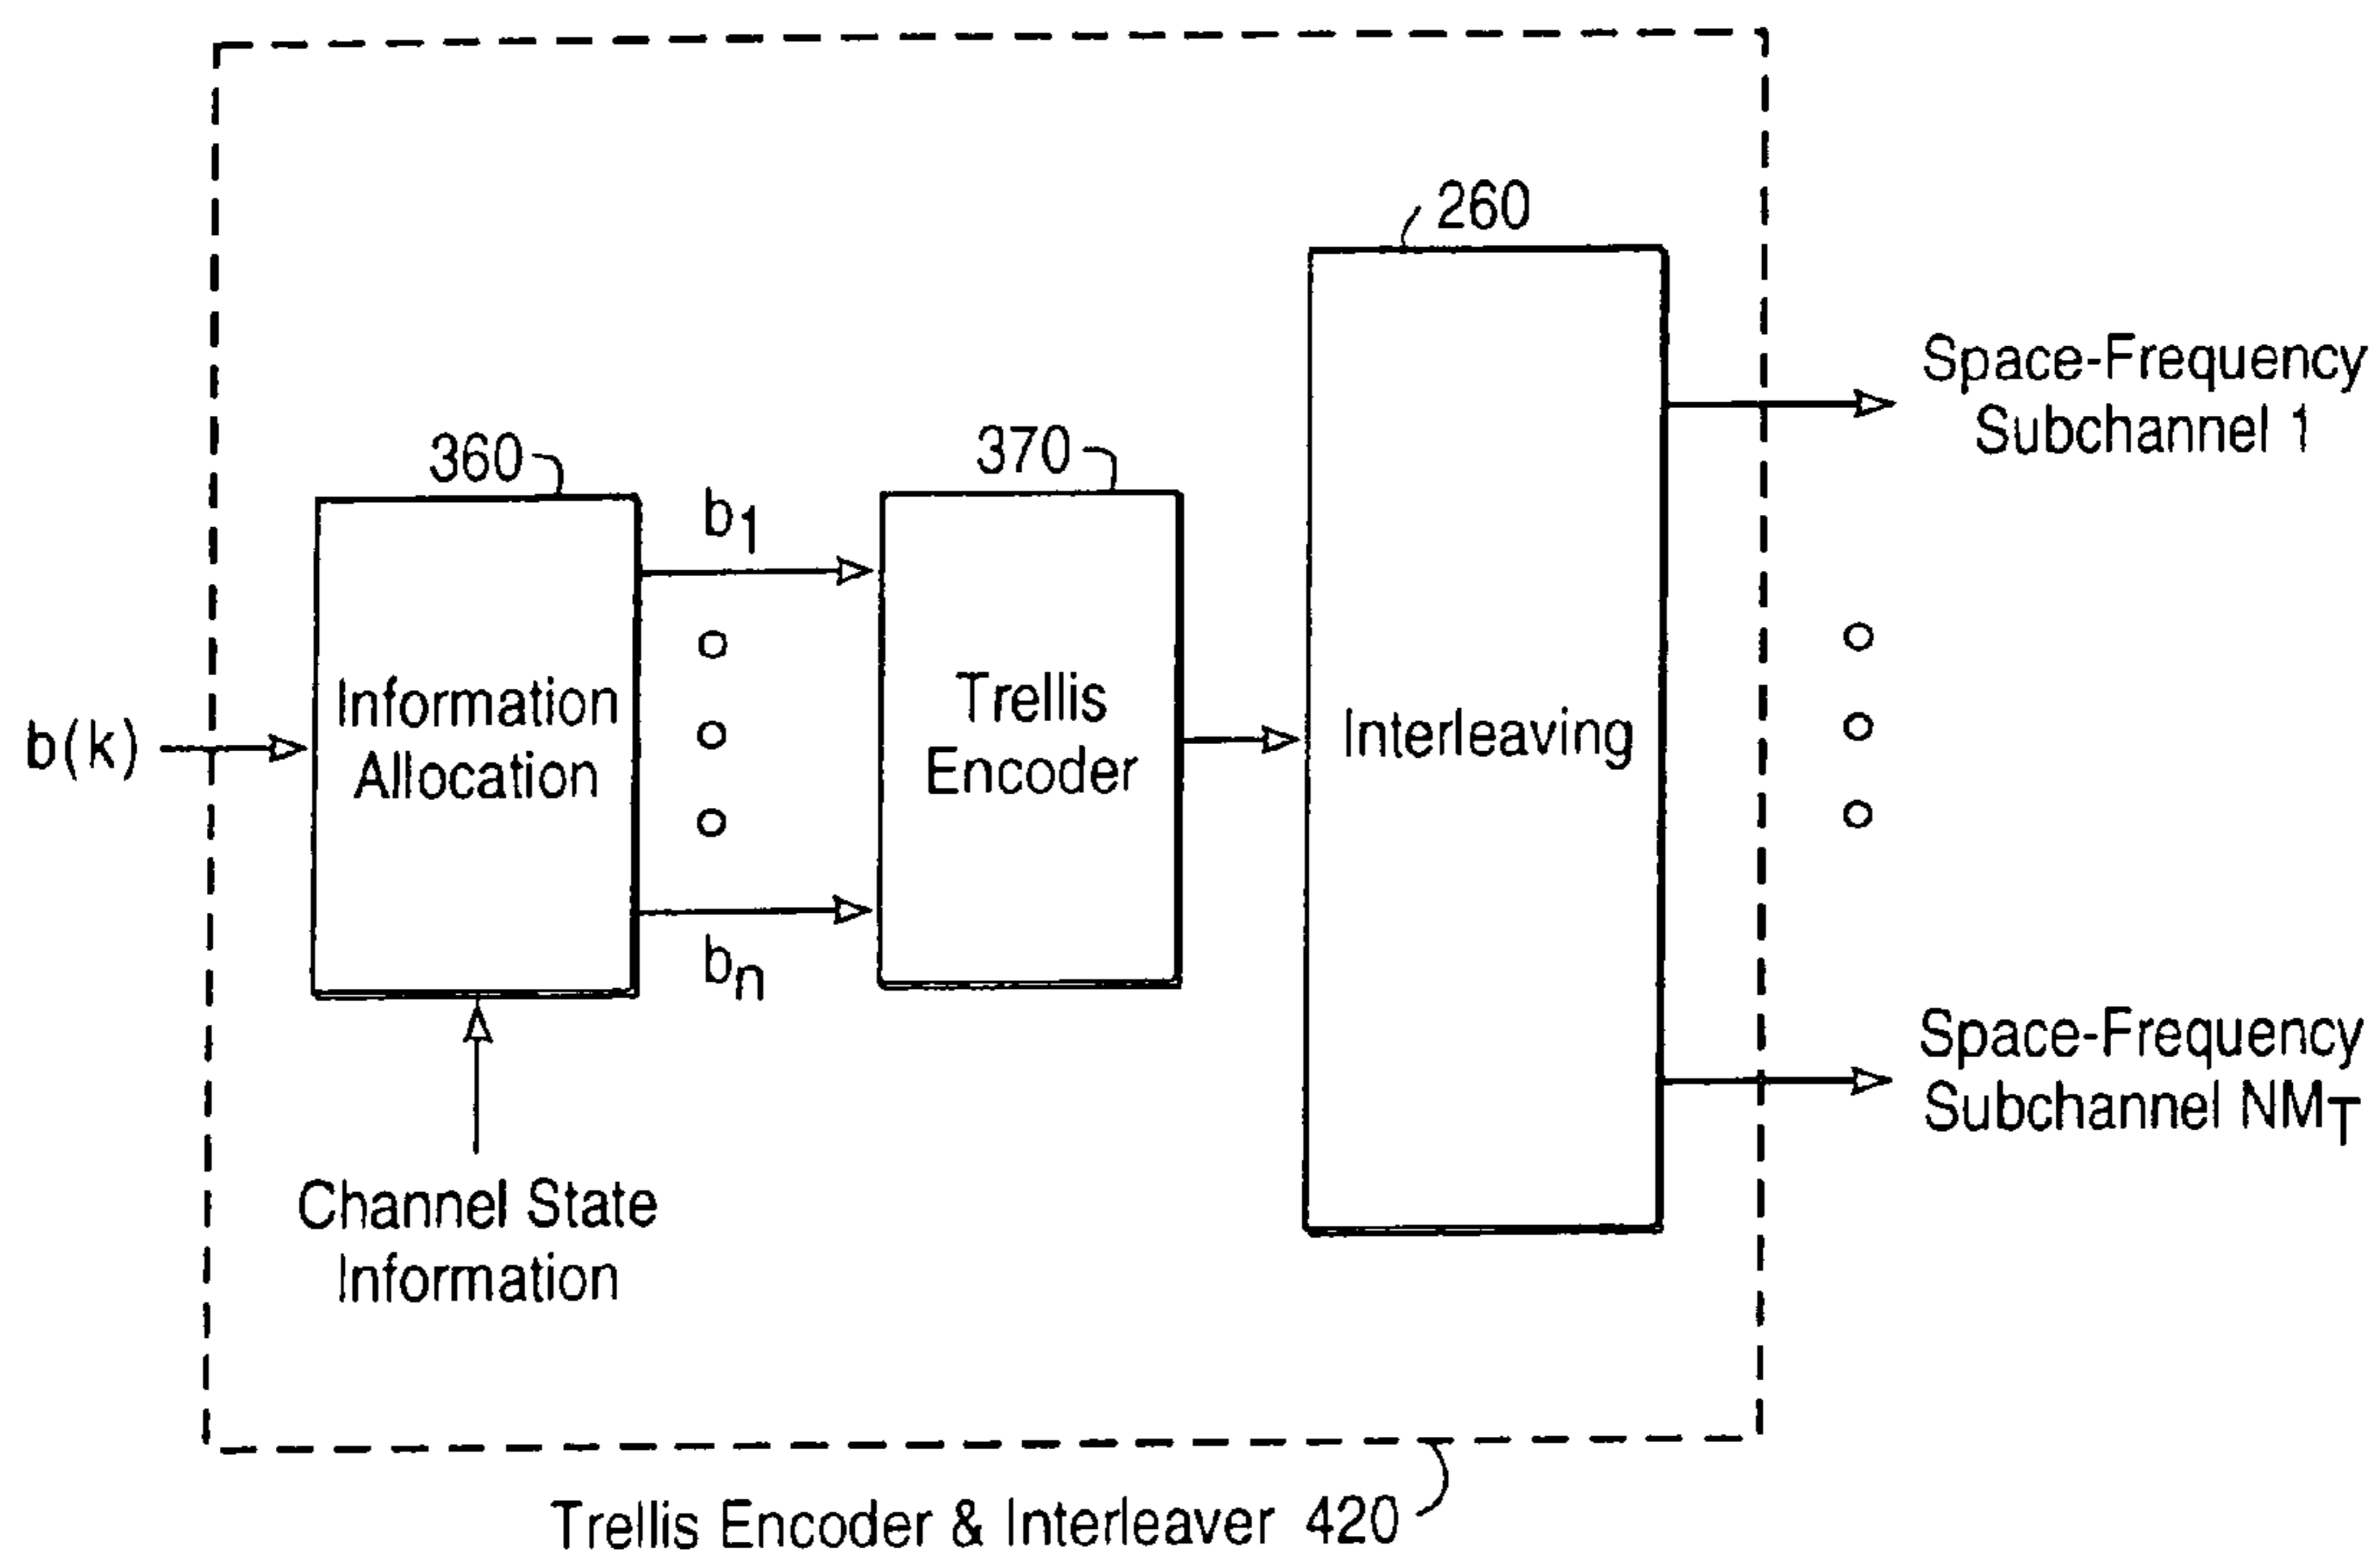 260
Space-Frequency
Subchannel 1
360
370
b1
Information
Allocation
Trellis
Encoder
Interleaving
b(k)
bn
Space-Frequency
Subchannel NMT
Channel State
Information
Trellis Encoder & Interleaver 420